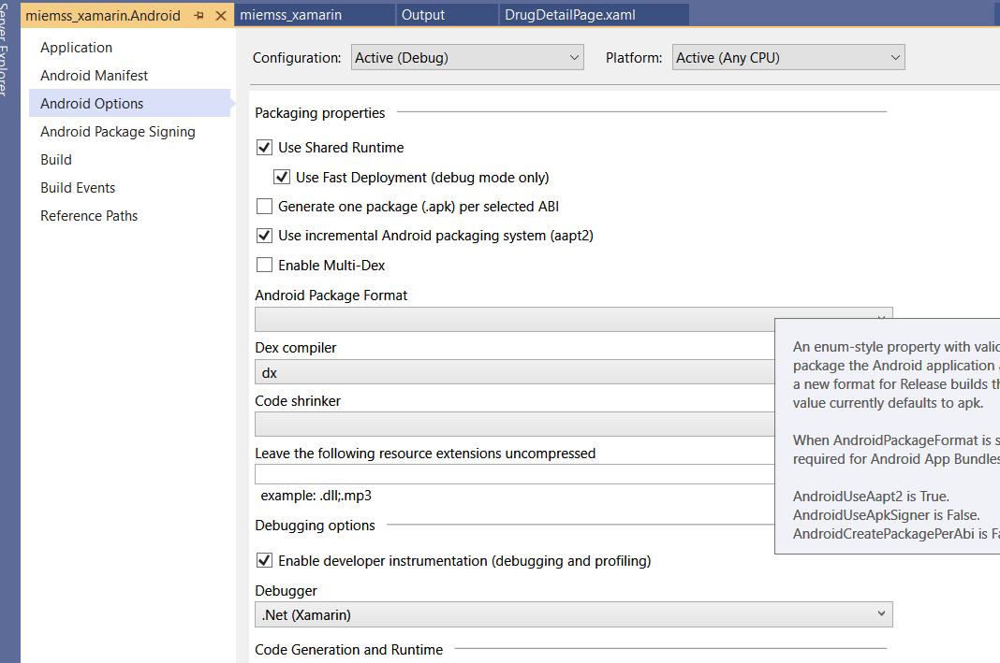 Server Explorer
miemss_xamarin.Android
miemss_xamarin
Output
DrugDetailPage.xaml
Application
Android Manifest
Android Options
Android Package Signing
Build
Build Events
Reference Paths
Configuration: Active (Debug) Platform: Active (Any CPU)
Packaging properties
Use Shared Runtime
Use Fast Deployment (debug mode only)
Generate one package (.apk) per selected ABI
Use incremental Android packaging system (aapt2)
Enable Multi-Dex
Android Package Format
Dex compiler
dx
Code shrinker
Leave the following resource extensions uncompressed
example: .dll;.mp3
Debugging options
Enable developer instrumentation (debugging and profiling)
Debugger
.Net (Xamarin)
Code Generation and Runtime
An enum-style property with
package the Android application
a new format for Release builds
value currently defaults to apk.
When AndroidPackageFormat is
required for Android App Bundles
AndroidUseAapt2 is True.
AndroidUseApkSigner is False.
AndroidCreatePackagePerAbi is